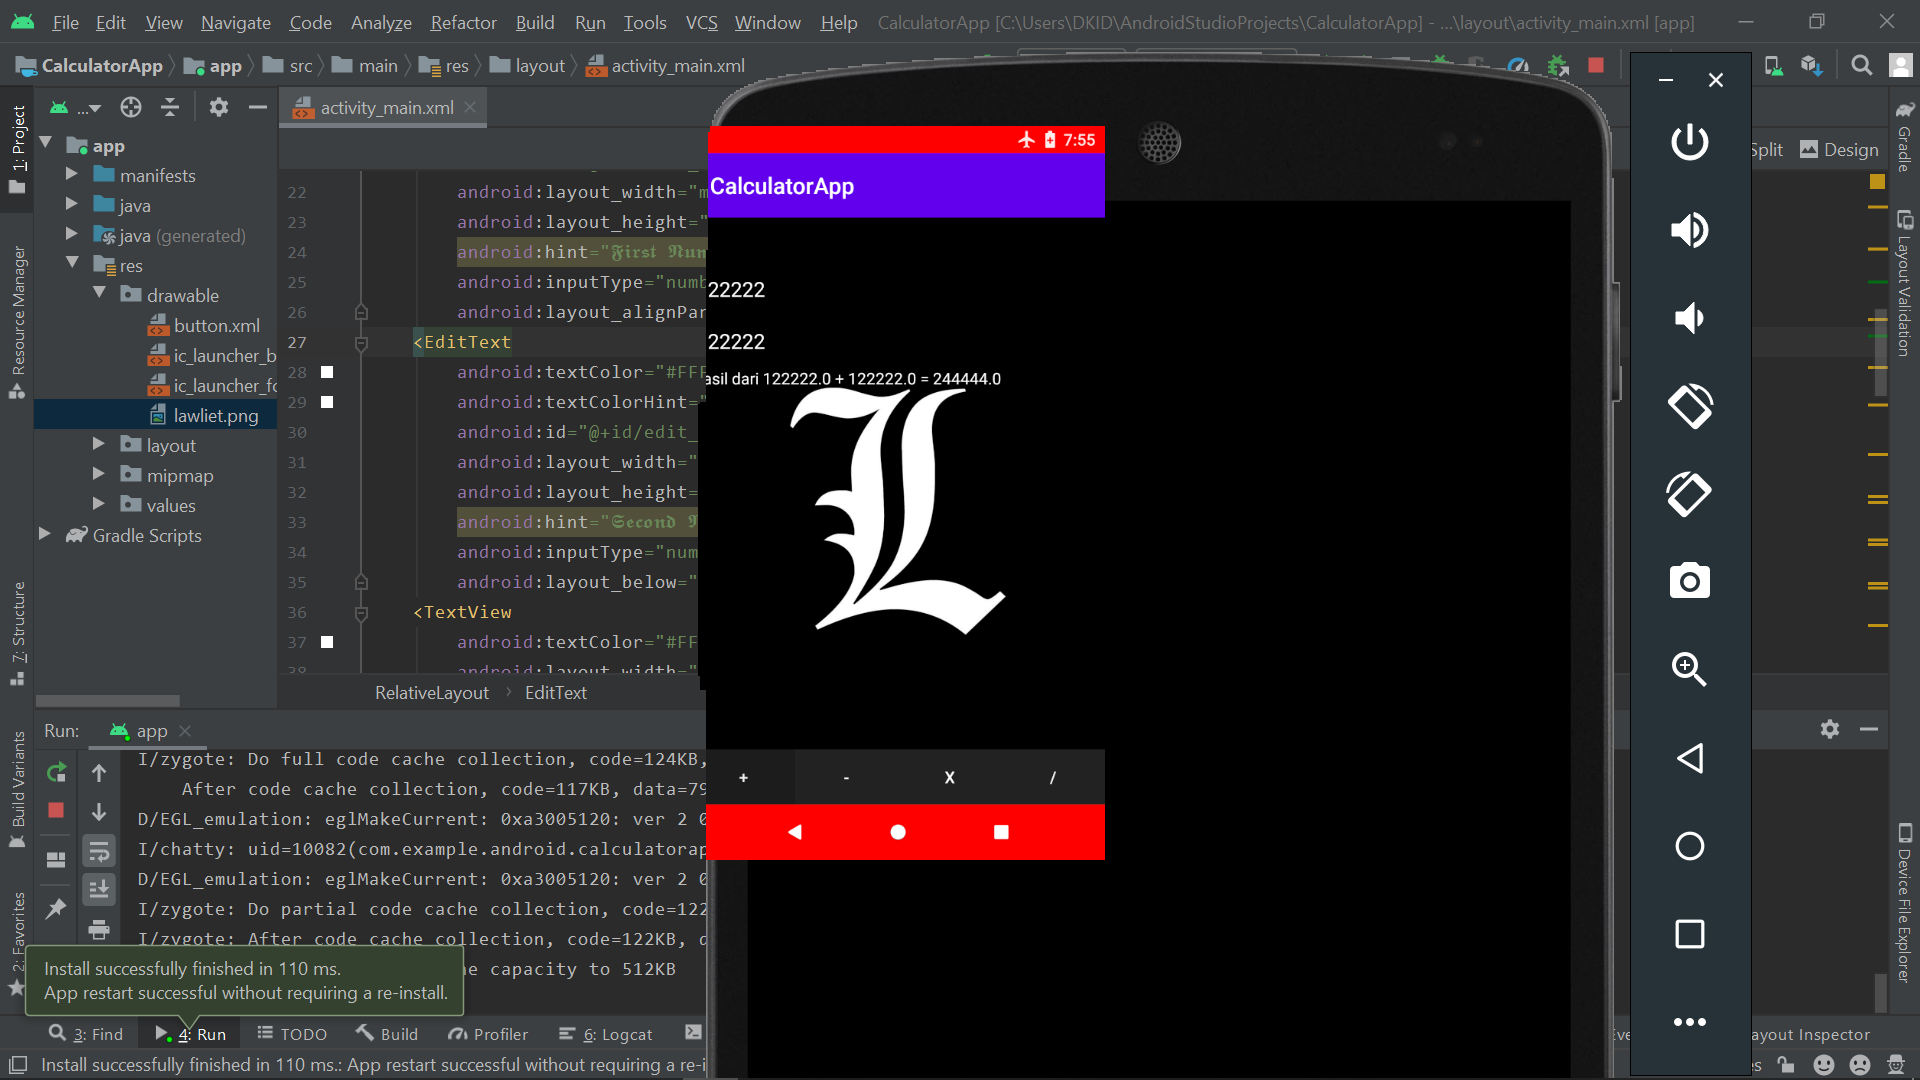 File Edit View Navigate Code Analyze Refactor Build Run Tools VCS Window Help CalculatorApp [C:\Users\DKID\AndroidStudioProjects\CalculatorApp] - ...\layout\activity_main.xml [app]
CalculatorApp app src main res layout activity_main.xml
... activity_main.xml
1: Project
Resource Manager
7: Structure
Build Variants
2: Favorites
app
manifests
java
java (generated)
res
drawable
button.xml
ic_launcher_b
ic_launcher_fo
lawliet.png
layout
mipmap
values
Gradle Scripts
22 android:layout_width="m
23 android:layout_height="
24 android:hint="𝕱𝖎𝖗𝖘𝖙 𝕹𝖚𝖒
25 android:inputType="numb
26 android:layout_alignPar
27 <EditText
28 android:textColor="#FFF
29 android:textColorHint="
30 android:id="@+id/edit_
31 android:layout_width="
32 android:layout_height=
33 android:hint="𝕾𝖊𝖈𝖔𝖓𝖉 𝕹
34 android:inputType="num
35 android:layout_below="
36 <TextView
37 android:textColor="#FF
38 android:layout_width="
RelativeLayout › EditText
7:55
CalculatorApp
22222
22222
asil dari 122222.0 + 122222.0 = 244444.0
L
+ - X /
Split Design
Gradle
Layout Validation
Device File Explorer
Run: app
I/zygote: Do full code cache collection, code=124KB,
After code cache collection, code=117KB, data=79
D/EGL_emulation: eglMakeCurrent: 0xa3005120: ver 2 0
I/chatty: uid=10082(com.example.android.calculatorap
D/EGL_emulation: eglMakeCurrent: 0xa3005120: ver 2 0
I/zygote: Do partial code cache collection, code=122
I/zygote: After code cache collection, code=122KB, d
e capacity to 512KB
Install successfully finished in 110 ms.
App restart successful without requiring a re-install.
3: Find 4: Run TODO Build Profiler 6: Logcat ayout Inspector
Install successfully finished in 110 ms.: App restart successful without requiring a re-i